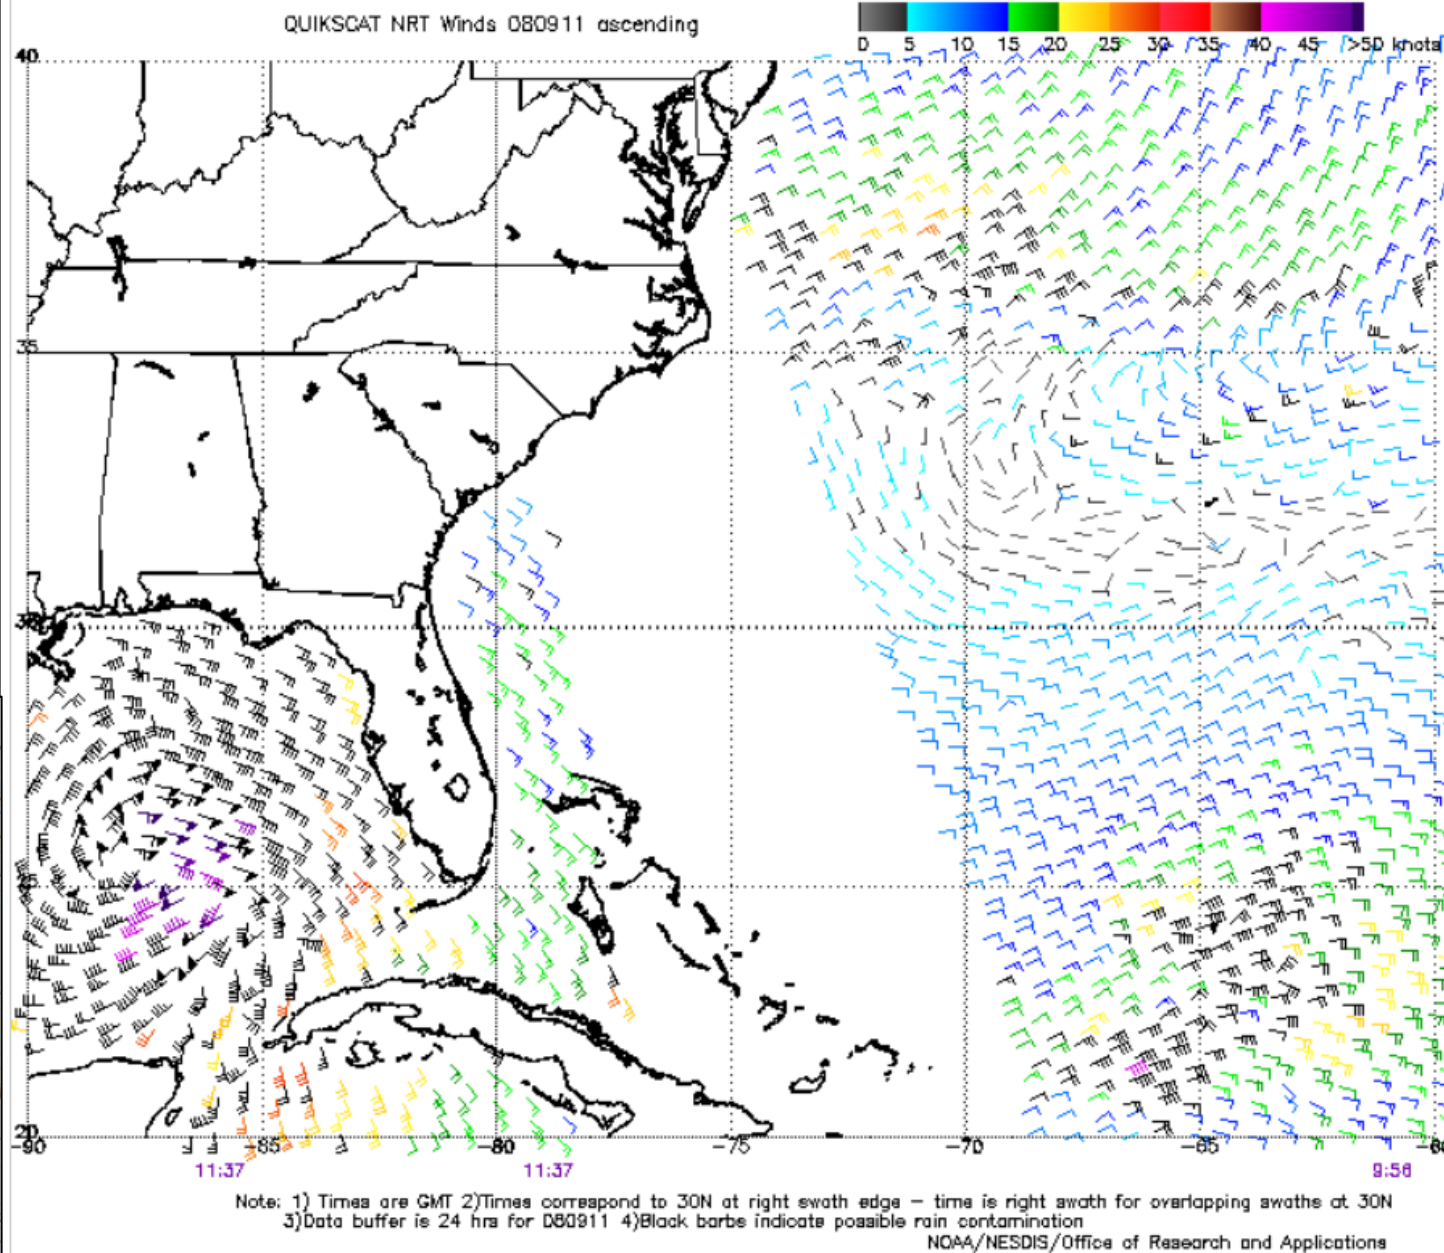 QUIKSCAT NRT Winds 080911 ascending
0 5 10 15 20 25 30 35 40 45 >50 knots
40
35
30
25
20
-90 -85 -80 -75 -70 -65 -60
11:37 11:37 9:56
Note: 1) Times are GMT 2)Times correspond to 30N at right swath edge – time is right swath for overlapping swaths at 30N
3)Data buffer is 24 hrs for 080911 4)Black barbs indicate possible rain contamination
NOAA/NESDIS/Office of Research and Applications